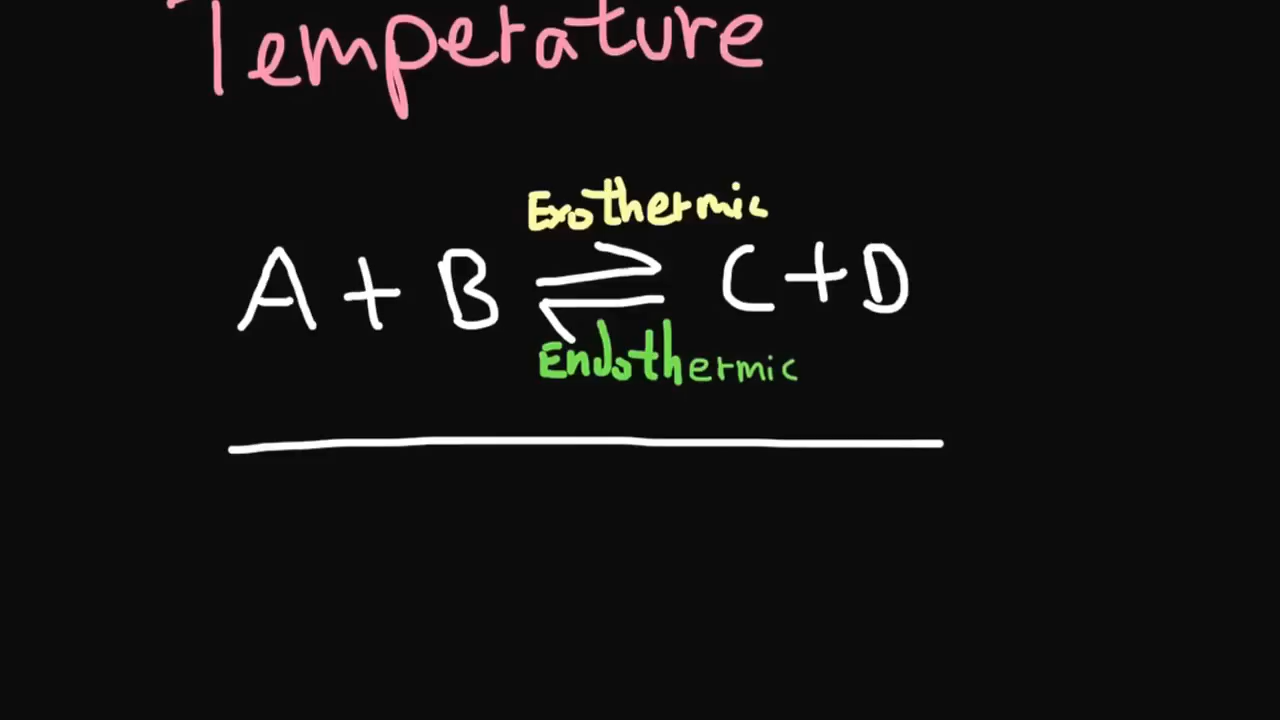 Temperature
Exothermic
A + B ⇌ C + D
Endothermic